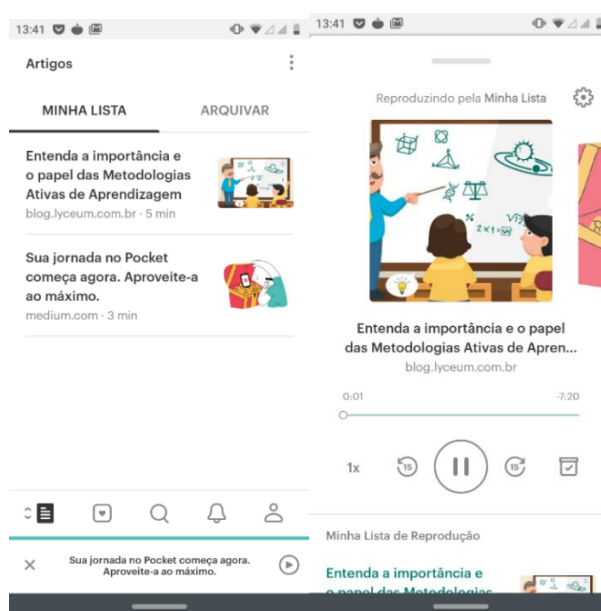 13:41
Artigos
MINHA LISTA
ARQUIVAR
Entenda a importância e
o papel das Metodologias
Ativas de Aprendizagem
blog.lyceum.com.br · 5 min
Sua jornada no Pocket
começa agora. Aproveite-a
ao máximo.
medium.com · 3 min
Sua jornada no Pocket começa agora.
Aproveite-a ao máximo.
13:41
Reproduzindo pela Minha Lista
2×1=
Entenda a importância e o papel
das Metodologias Ativas de Apren...
blog.lyceum.com.br
0:01
-7:20
1x
15
15
Minha Lista de Reprodução
Entenda a importância e
o papel das Metodologias